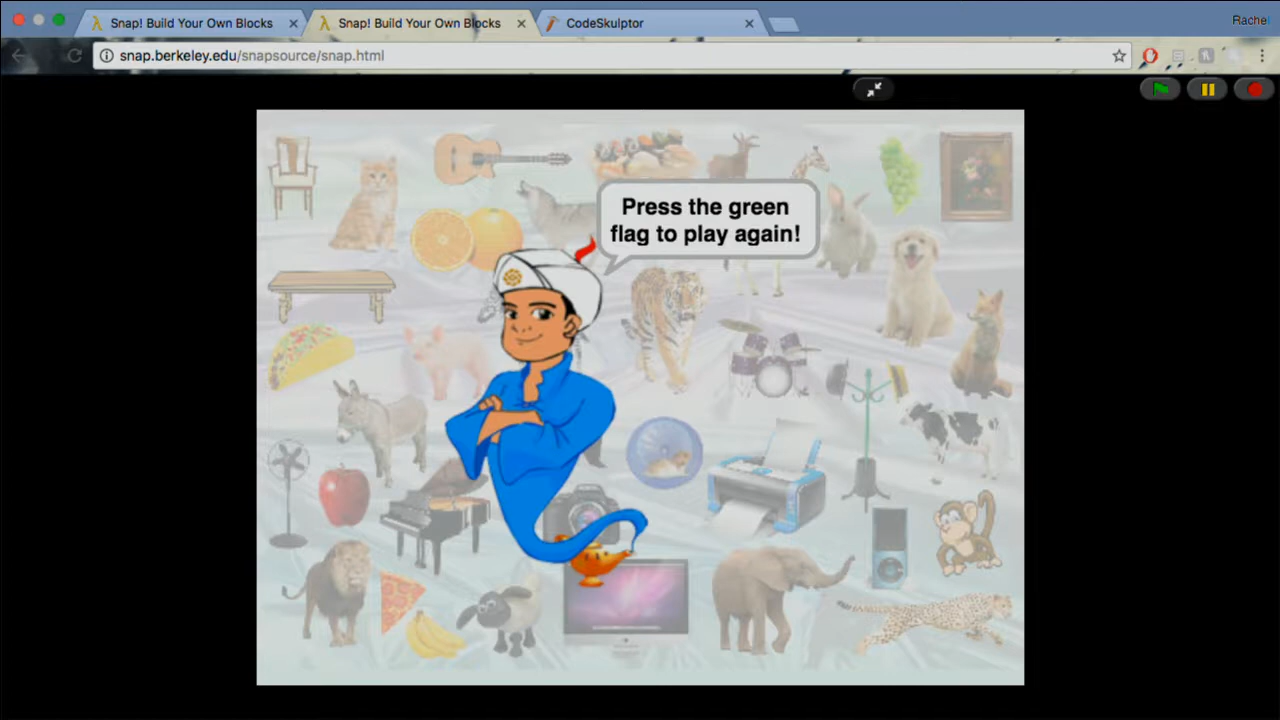 Snap! Build Your Own Blocks
Snap! Build Your Own Blocks
CodeSkulptor
Rachel
snap.berkeley.edu/snapsource/snap.html
Press the green
flag to play again!